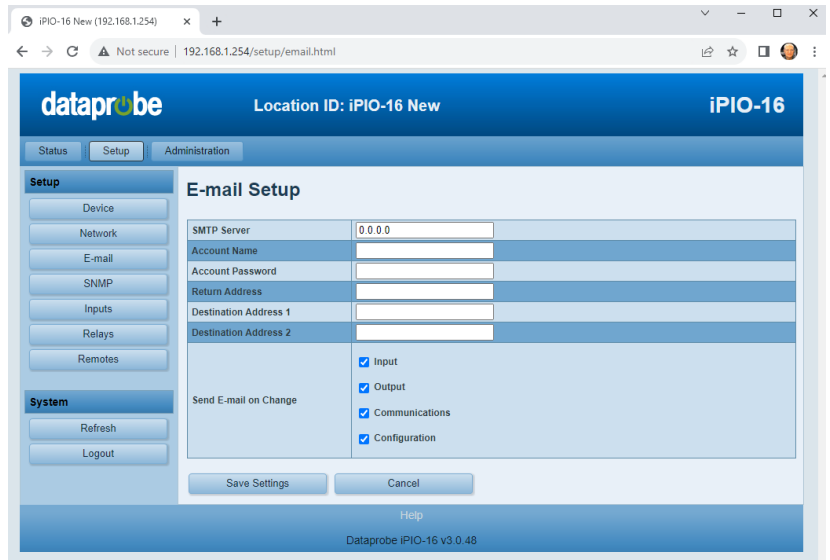 iPIO-16 New (192.168.1.254)
Not secure 192.168.1.254/setup/email.html
dataprobe Location ID: iPIO-16 New iPIO-16
Status Setup Administration
Setup
Device
Network
E-mail
SNMP
Inputs
Relays
Remotes
System
Refresh
Logout
E-mail Setup
SMTP Server 0.0.0.0
Account Name
Account Password
Return Address
Destination Address 1
Destination Address 2
Send E-mail on Change
Input
Output
Communications
Configuration
Save Settings Cancel
Help
Dataprobe iPIO-16 v3.0.48